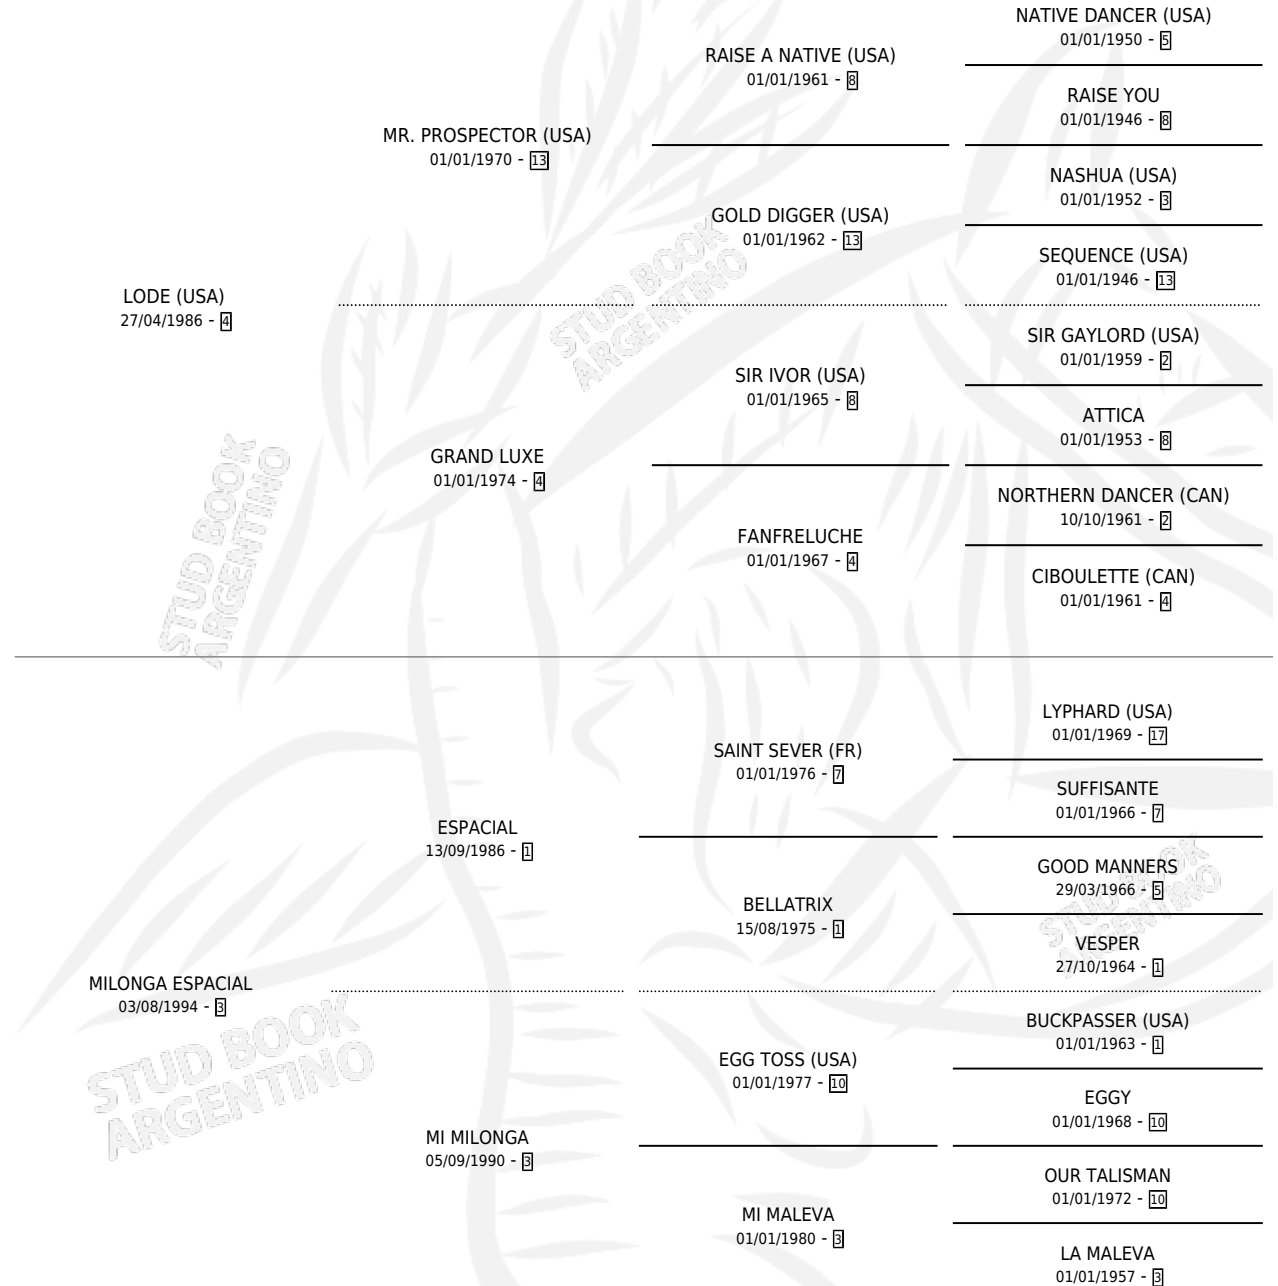 NATIVE DANCER (USA)
01/01/1950 - 5
RAISE A NATIVE (USA)
01/01/1961 - 8
RAISE YOU
01/01/1946 - 8
MR. PROSPECTOR (USA)
01/01/1970 - 13
NASHUA (USA)
01/01/1952 - 3
GOLD DIGGER (USA)
01/01/1962 - 13
SEQUENCE (USA)
01/01/1946 - 13
LODE (USA)
27/04/1986 - 4
SIR GAYLORD (USA)
01/01/1959 - 2
SIR IVOR (USA)
01/01/1965 - 8
ATTICA
01/01/1953 - 8
GRAND LUXE
01/01/1974 - 4
NORTHERN DANCER (CAN)
10/10/1961 - 2
FANFRELUCHE
01/01/1967 - 4
CIBOULETTE (CAN)
01/01/1961 - 4
STUD BOOK
ARGENTINO
STUD BOOK
ARGENTINO
LYPHARD (USA)
01/01/1969 - 17
SAINT SEVER (FR)
01/01/1976 - 7
SUFFISANTE
01/01/1966 - 7
ESPACIAL
13/09/1986 - 1
GOOD MANNERS
29/03/1966 - 5
BELLATRIX
15/08/1975 - 1
VESPER
27/10/1964 - 1
STUD BOOK
ARGENTINO
MILONGA ESPACIAL
03/08/1994 - 3
BUCKPASSER (USA)
01/01/1963 - 1
EGG TOSS (USA)
01/01/1977 - 10
EGGY
01/01/1968 - 10
MI MILONGA
05/09/1990 - 3
OUR TALISMAN
01/01/1972 - 10
MI MALEVA
01/01/1980 - 3
LA MALEVA
01/01/1957 - 3
STUD BOOK
ARGENTINO